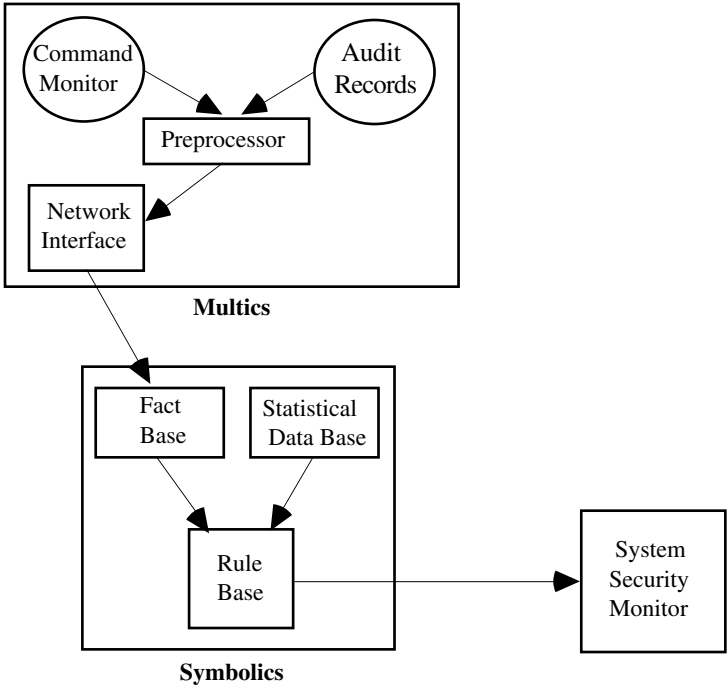 Command
Monitor
Audit
Records
Preprocessor
Network
Interface
Multics
Fact
Base
Statistical
Data Base
Rule
Base
System
Security
Monitor
Symbolics